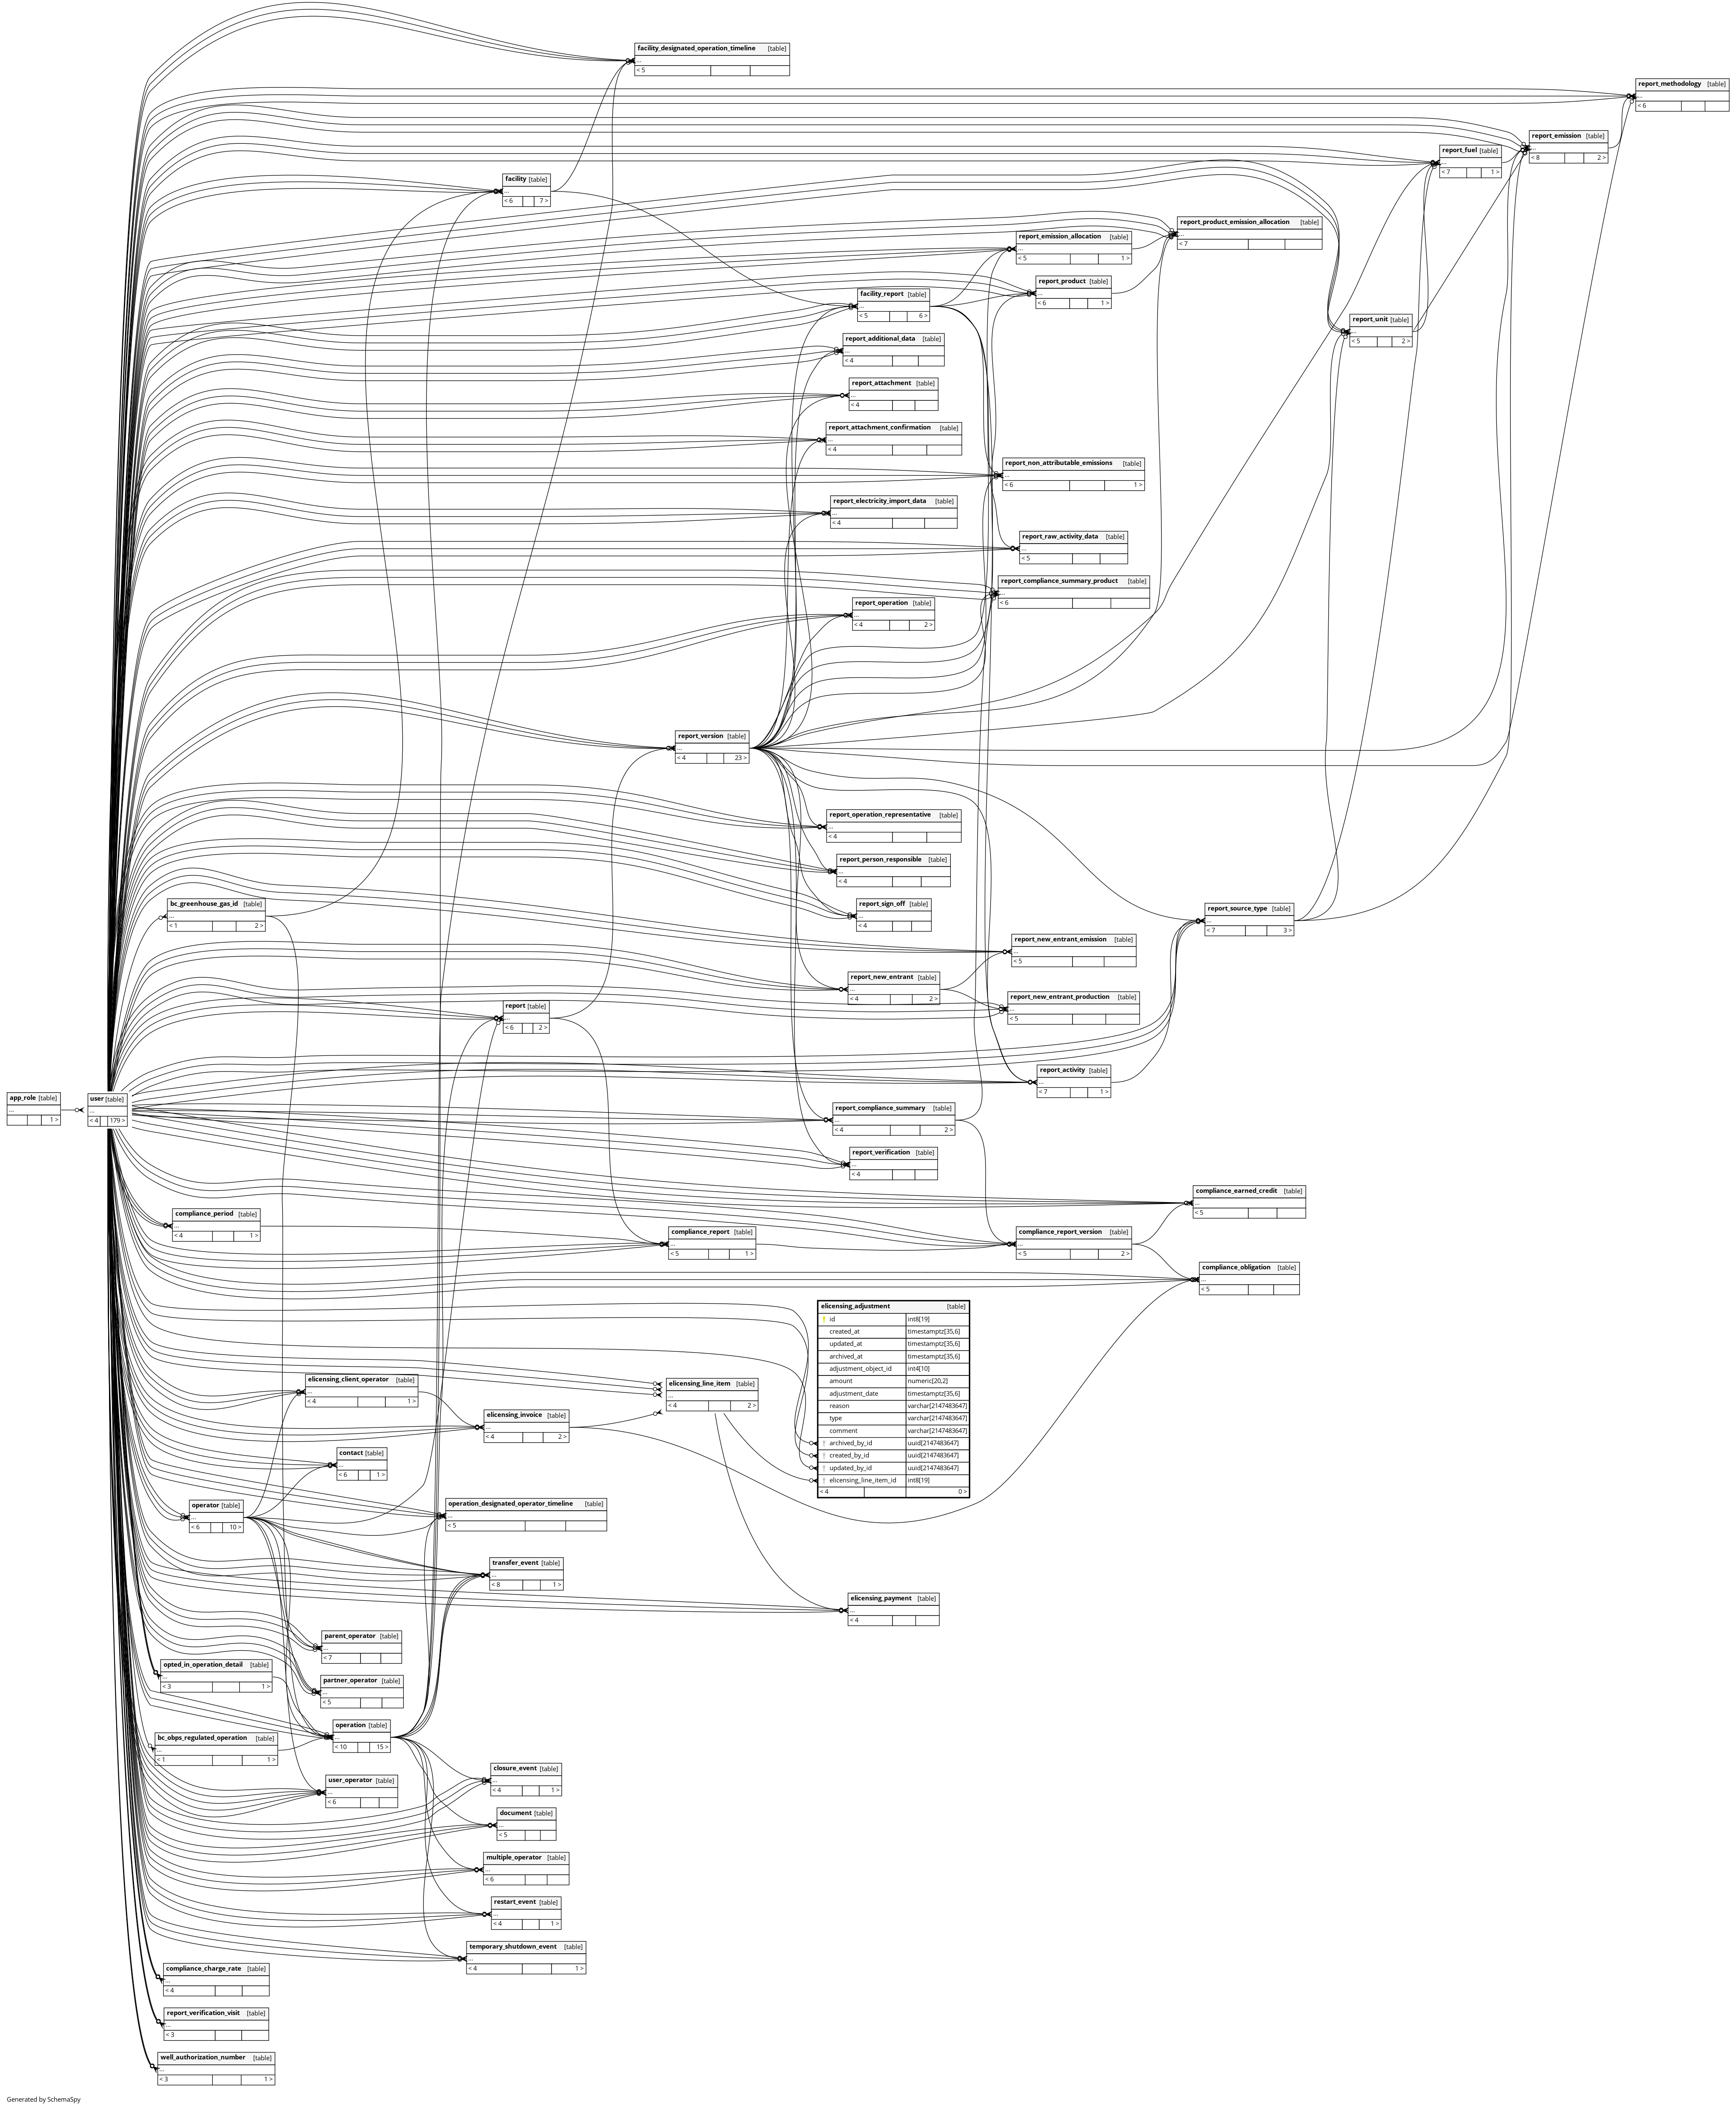 facility_designated_operation_timeline [table]
...
< 5
report_methodology [table]
...
< 6
report_emission [table]
...
< 8 2 >
report_fuel [table]
...
< 7 1 >
facility [table]
...
< 6 7 >
report_product_emission_allocation [table]
...
< 7
report_emission_allocation [table]
...
< 5 1 >
report_product [table]
...
< 6 1 >
facility_report [table]
...
< 5 6 >
report_unit [table]
...
< 5 2 >
report_additional_data [table]
...
< 4
report_attachment [table]
...
< 4
report_attachment_confirmation [table]
...
< 4
report_non_attributable_emissions [table]
...
< 6 1 >
report_electricity_import_data [table]
...
< 4
report_raw_activity_data [table]
...
< 5
report_compliance_summary_product [table]
...
< 6
report_operation [table]
...
< 4 2 >
report_version [table]
...
< 4 23 >
report_operation_representative [table]
...
< 4
report_person_responsible [table]
...
< 4
bc_greenhouse_gas_id [table]
...
< 1 2 >
report_sign_off [table]
...
< 4
report_source_type [table]
...
< 7 3 >
report_new_entrant_emission [table]
...
< 5
report_new_entrant [table]
...
< 4 2 >
report_new_entrant_production [table]
...
< 5
report [table]
...
< 6 2 >
report_activity [table]
...
< 7 1 >
app_role [table]
...
1 >
user [table]
...
< 4 179 >
report_compliance_summary [table]
...
< 4 2 >
report_verification [table]
...
< 4
compliance_earned_credit [table]
...
< 5
compliance_period [table]
...
< 4 1 >
compliance_report [table]
...
< 5 1 >
compliance_report_version [table]
...
< 5 2 >
compliance_obligation [table]
...
< 5
elicensing_adjustment [table]
id int8[19]
created_at timestamptz[35,6]
updated_at timestamptz[35,6]
archived_at timestamptz[35,6]
adjustment_object_id int4[10]
amount numeric[20,2]
adjustment_date timestamptz[35,6]
reason varchar[2147483647]
type varchar[2147483647]
comment varchar[2147483647]
archived_by_id uuid[2147483647]
created_by_id uuid[2147483647]
updated_by_id uuid[2147483647]
elicensing_line_item_id int8[19]
< 4 0 >
elicensing_client_operator [table]
...
< 4 1 >
elicensing_line_item [table]
...
< 4 2 >
elicensing_invoice [table]
...
< 4 2 >
contact [table]
...
< 6 1 >
operator [table]
...
< 6 10 >
operation_designated_operator_timeline [table]
...
< 5
transfer_event [table]
...
< 8 1 >
elicensing_payment [table]
...
< 4
parent_operator [table]
...
< 7
opted_in_operation_detail [table]
...
< 3 1 >
partner_operator [table]
...
< 5
operation [table]
...
< 10 15 >
bc_obps_regulated_operation [table]
...
< 1 1 >
closure_event [table]
...
< 4 1 >
user_operator [table]
...
< 6
document [table]
...
< 5
multiple_operator [table]
...
< 6
restart_event [table]
...
< 4 1 >
temporary_shutdown_event [table]
...
< 4 1 >
compliance_charge_rate [table]
...
< 4
report_verification_visit [table]
...
< 3
well_authorization_number [table]
...
< 3 1 >
Generated by SchemaSpy